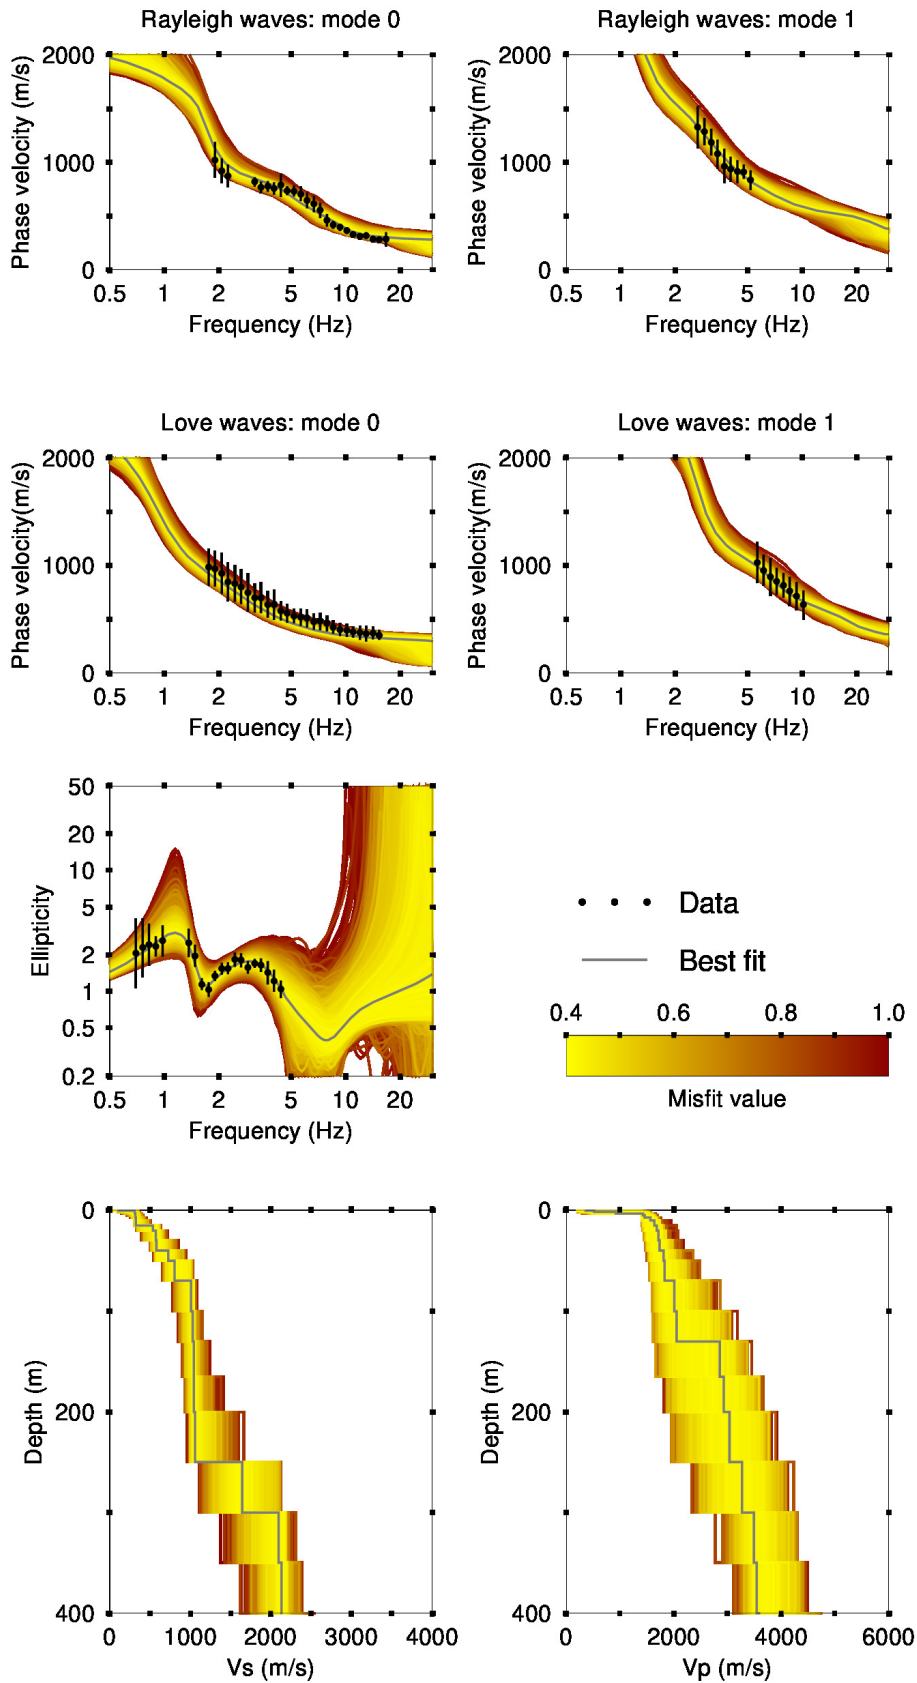 Rayleigh waves: mode 0
Rayleigh waves: mode 1
Phase velocity (m/s)
2000
1000
0
0.5 1 2 5 10 20
Frequency (Hz)
Phase velocity(m/s)
2000
1000
0
0.5 1 2 5 10 20
Frequency (Hz)
Love waves: mode 0
Love waves: mode 1
Phase velocity(m/s)
2000
1000
0
0.5 1 2 5 10 20
Frequency (Hz)
Phase velocity(m/s)
2000
1000
0
0.5 1 2 5 10 20
Frequency (Hz)
Ellipticity
50
20
10
5
2
1
0.5
0.2
0.5 1 2 5 10 20
Frequency (Hz)
Data
Best fit
0.4 0.6 0.8 1.0
Misfit value
Depth (m)
0
200
400
0 1000 2000 3000 4000
Vs (m/s)
Depth (m)
0
200
400
0 2000 4000 6000
Vp (m/s)